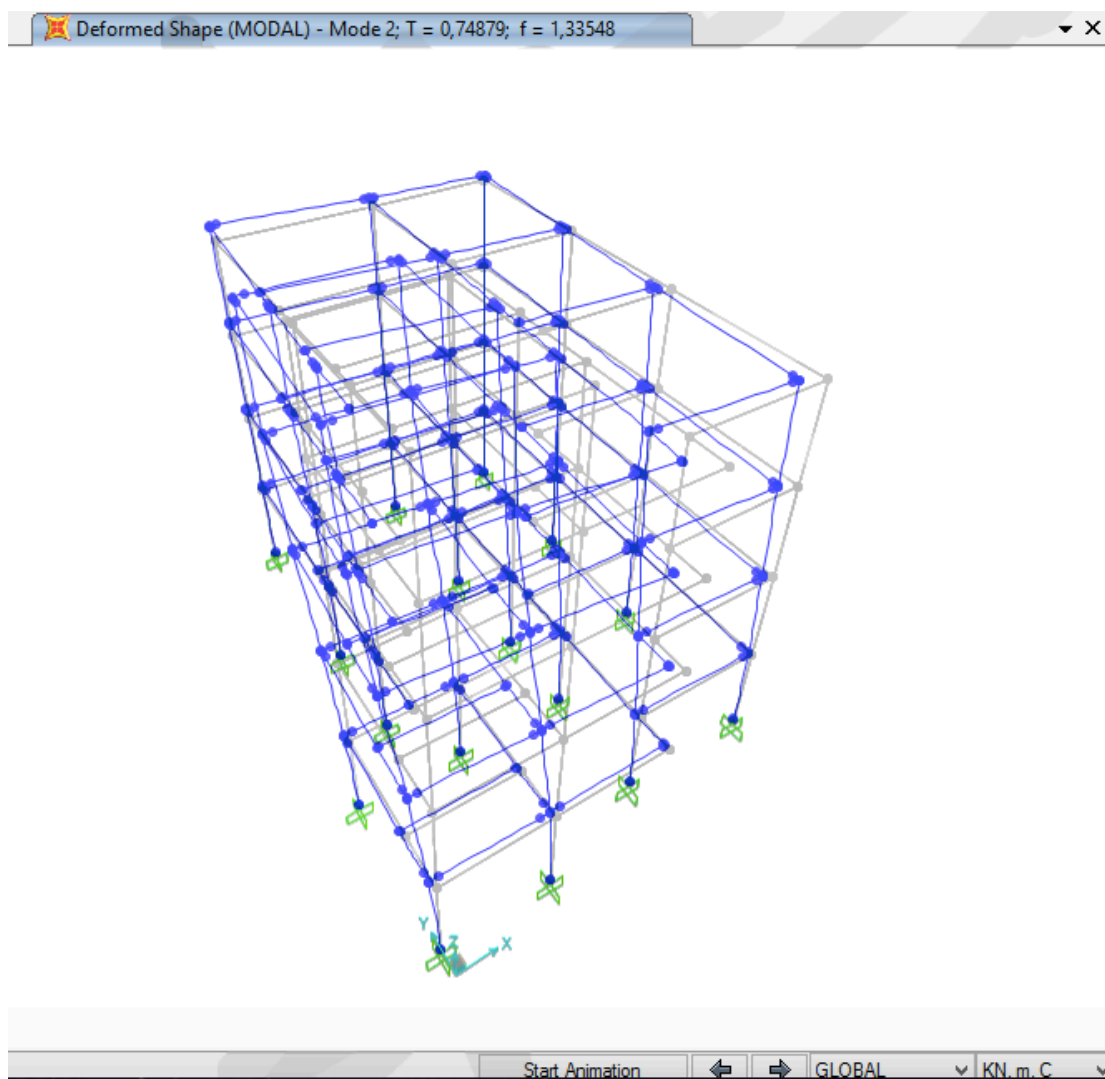 Deformed Shape (MODAL) - Mode 2; T = 0,74879; f = 1,33548
Y
Z
X
Start Animation
GLOBAL
KN, m, C